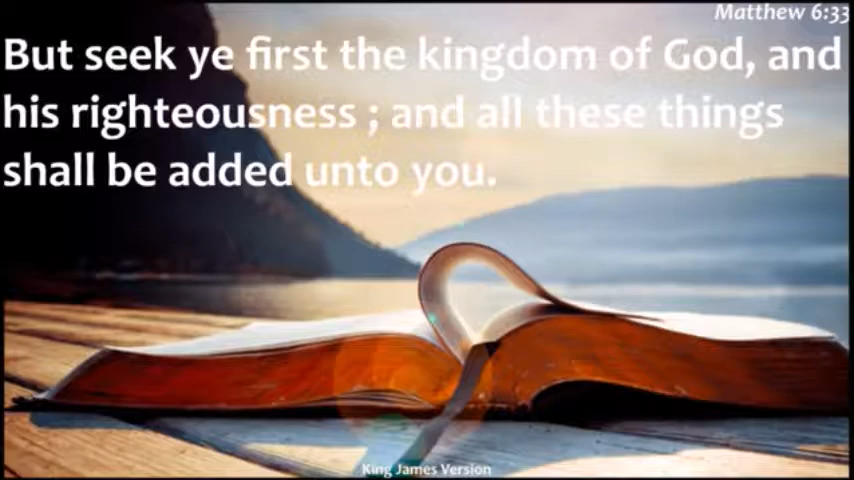 Matthew 6:33
But seek ye first the kingdom of God, and
his righteousness ; and all these things
shall be added unto you.
King James Version